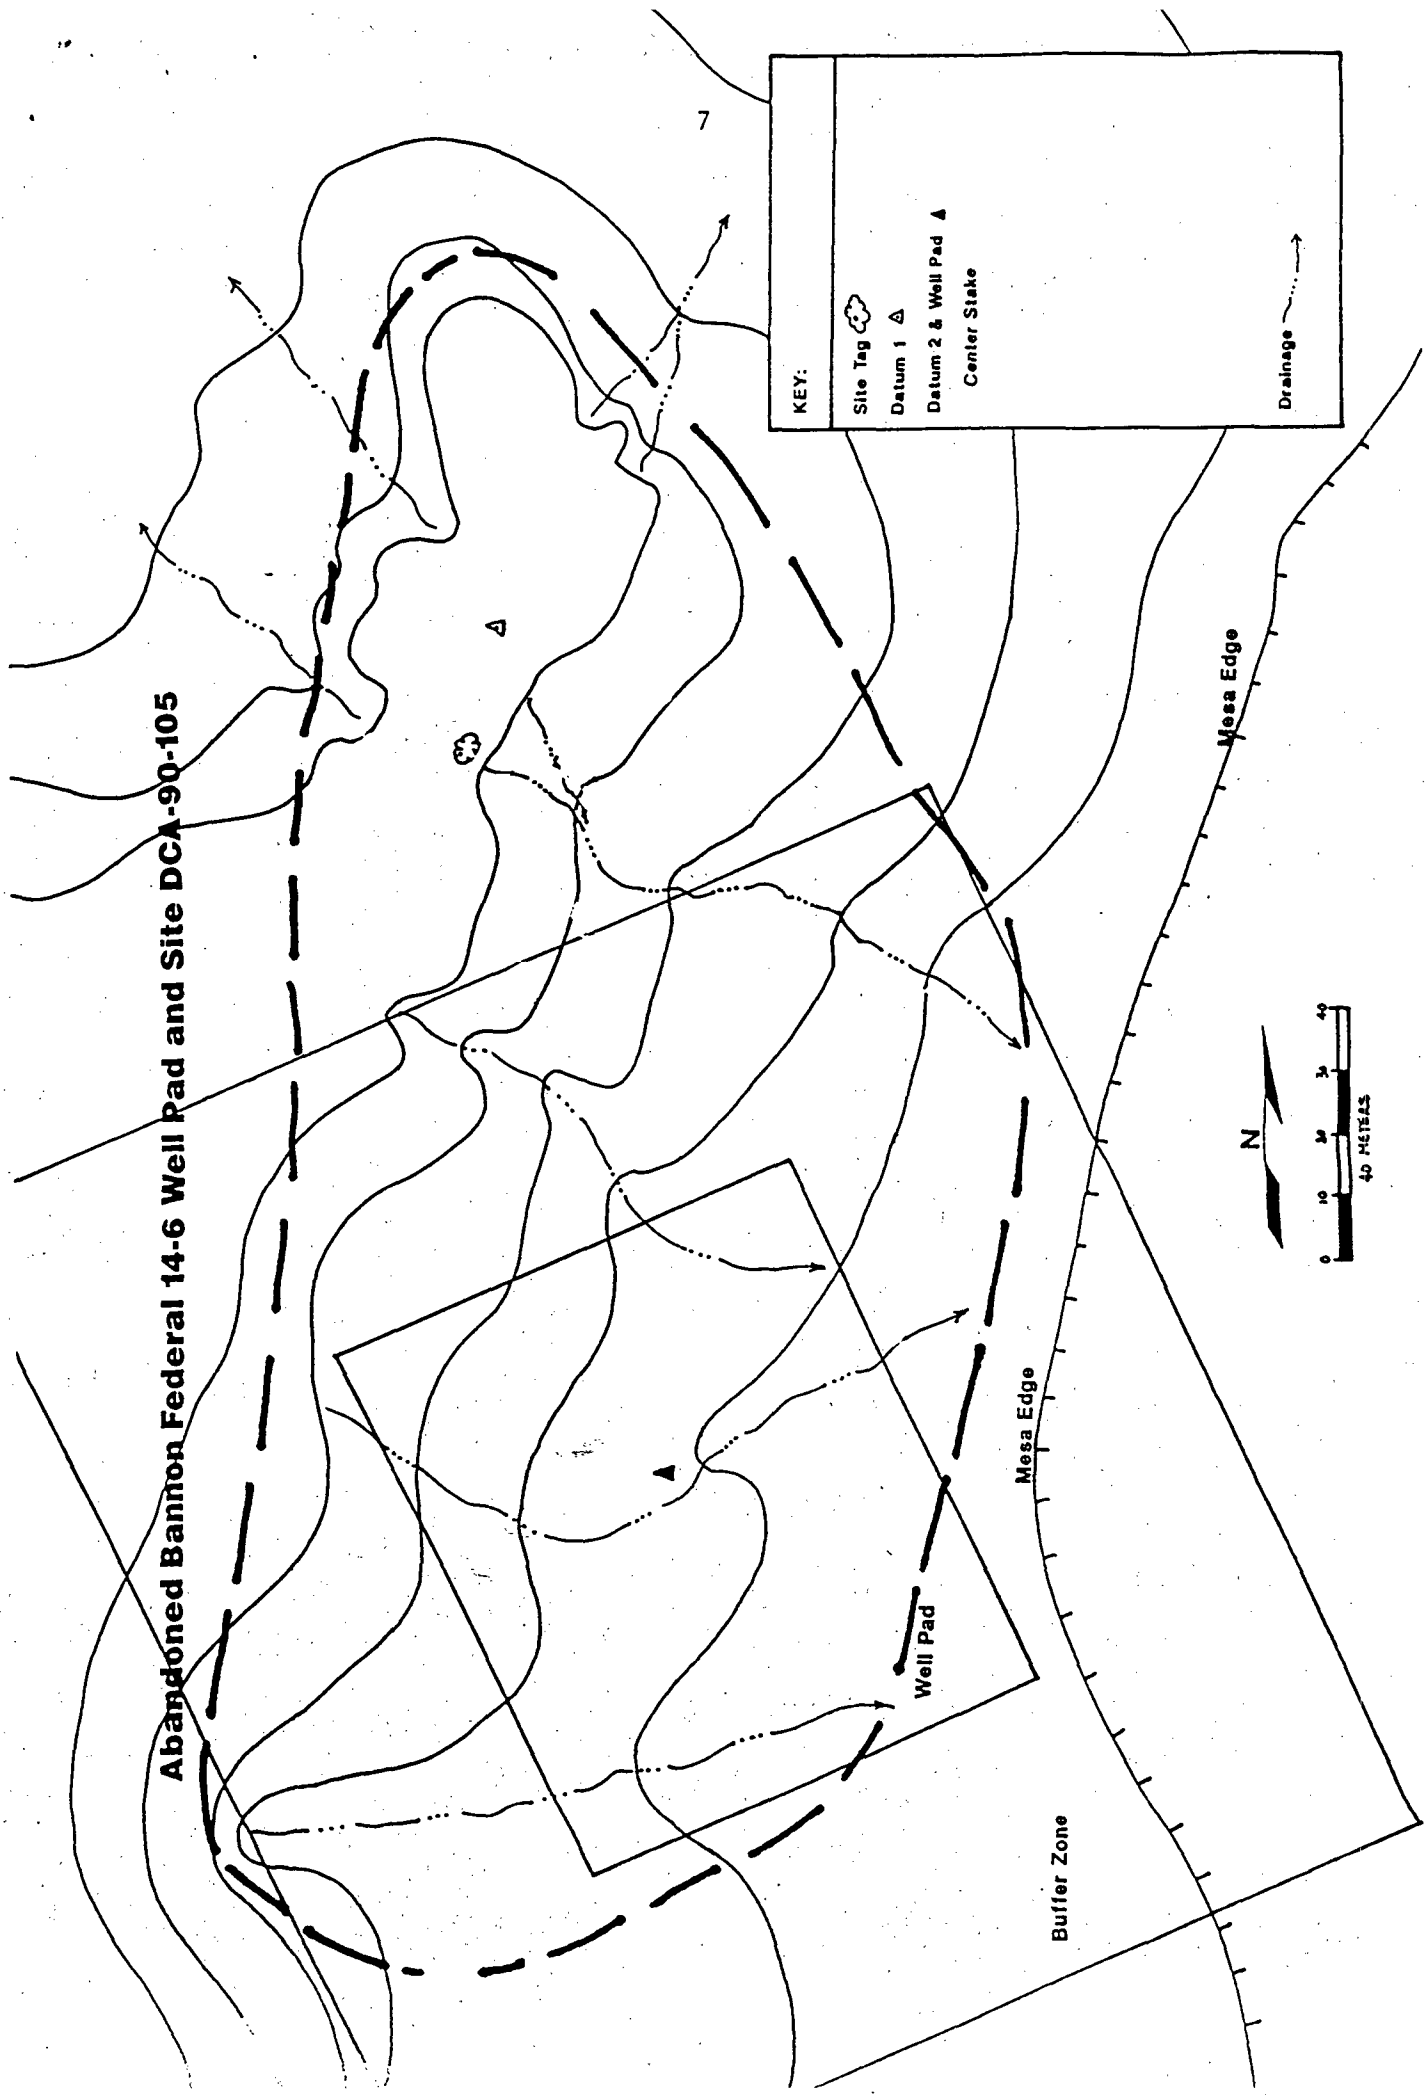 7
Abandoned Bannon Federal 14-6 Well Pad and Site DCA-90-105
KEY:
Site Tag
Datum 1
Datum 2 & Well Pad
Center Stake
Drainage
Mesa Edge
Mesa Edge
Well Pad
Buffer Zone
N
0 10 20 30 40
40 METERS